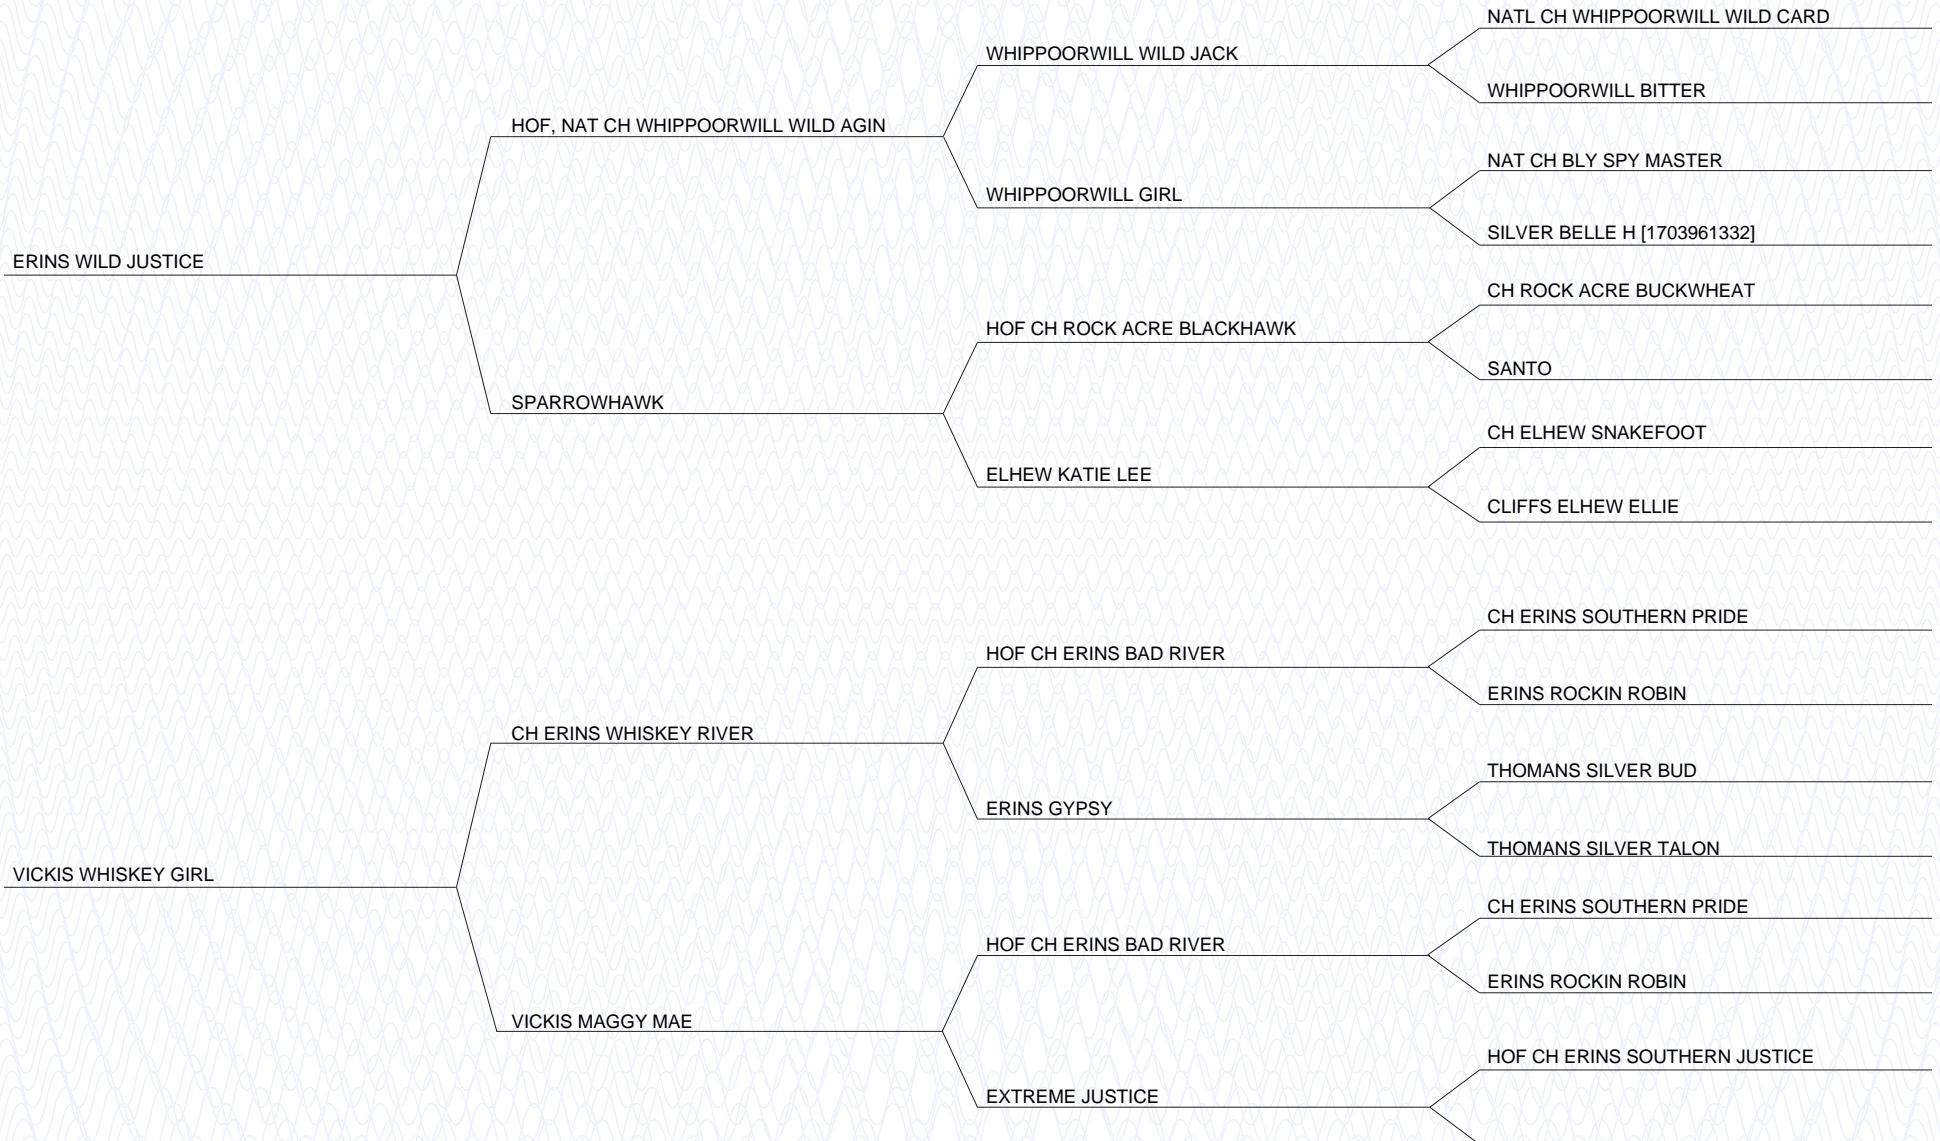 NATL CH WHIPPOORWILL WILD CARD
WHIPPOORWILL WILD JACK
WHIPPOORWILL BITTER
HOF, NAT CH WHIPPOORWILL WILD AGIN
NAT CH BLY SPY MASTER
WHIPPOORWILL GIRL
SILVER BELLE H [1703961332]
ERINS WILD JUSTICE
CH ROCK ACRE BUCKWHEAT
HOF CH ROCK ACRE BLACKHAWK
SANTO
SPARROWHAWK
CH ELHEW SNAKEFOOT
ELHEW KATIE LEE
CLIFFS ELHEW ELLIE
CH ERINS SOUTHERN PRIDE
HOF CH ERINS BAD RIVER
ERINS ROCKIN ROBIN
CH ERINS WHISKEY RIVER
THOMANS SILVER BUD
ERINS GYPSY
THOMANS SILVER TALON
VICKIS WHISKEY GIRL
CH ERINS SOUTHERN PRIDE
HOF CH ERINS BAD RIVER
ERINS ROCKIN ROBIN
VICKIS MAGGY MAE
HOF CH ERINS SOUTHERN JUSTICE
EXTREME JUSTICE